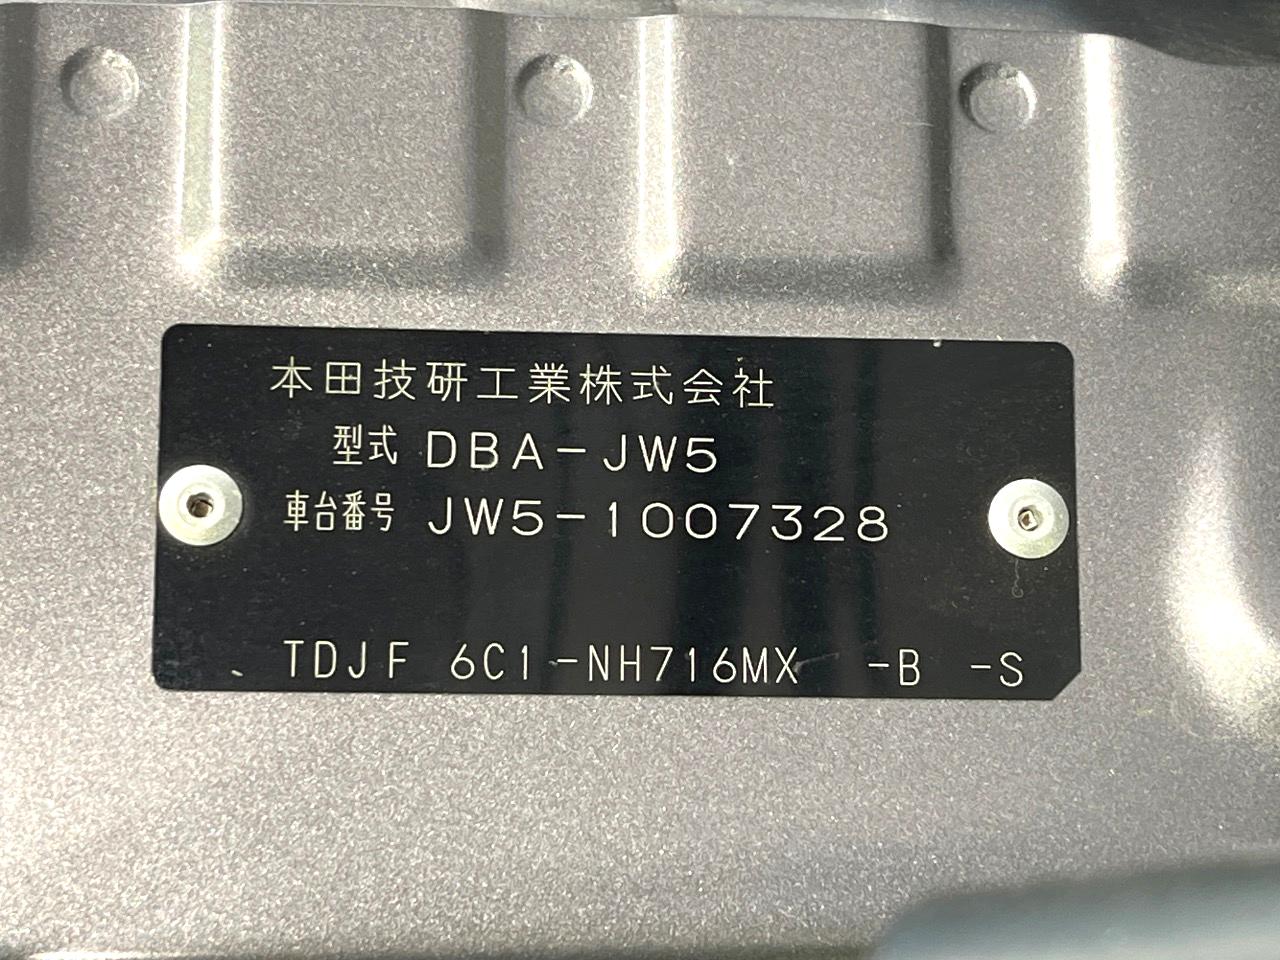 本田技研工業株式会社
型式 DBA-JW5
車台番号 JW5-1007328
TDJF 6C1-NH716MX -B -S